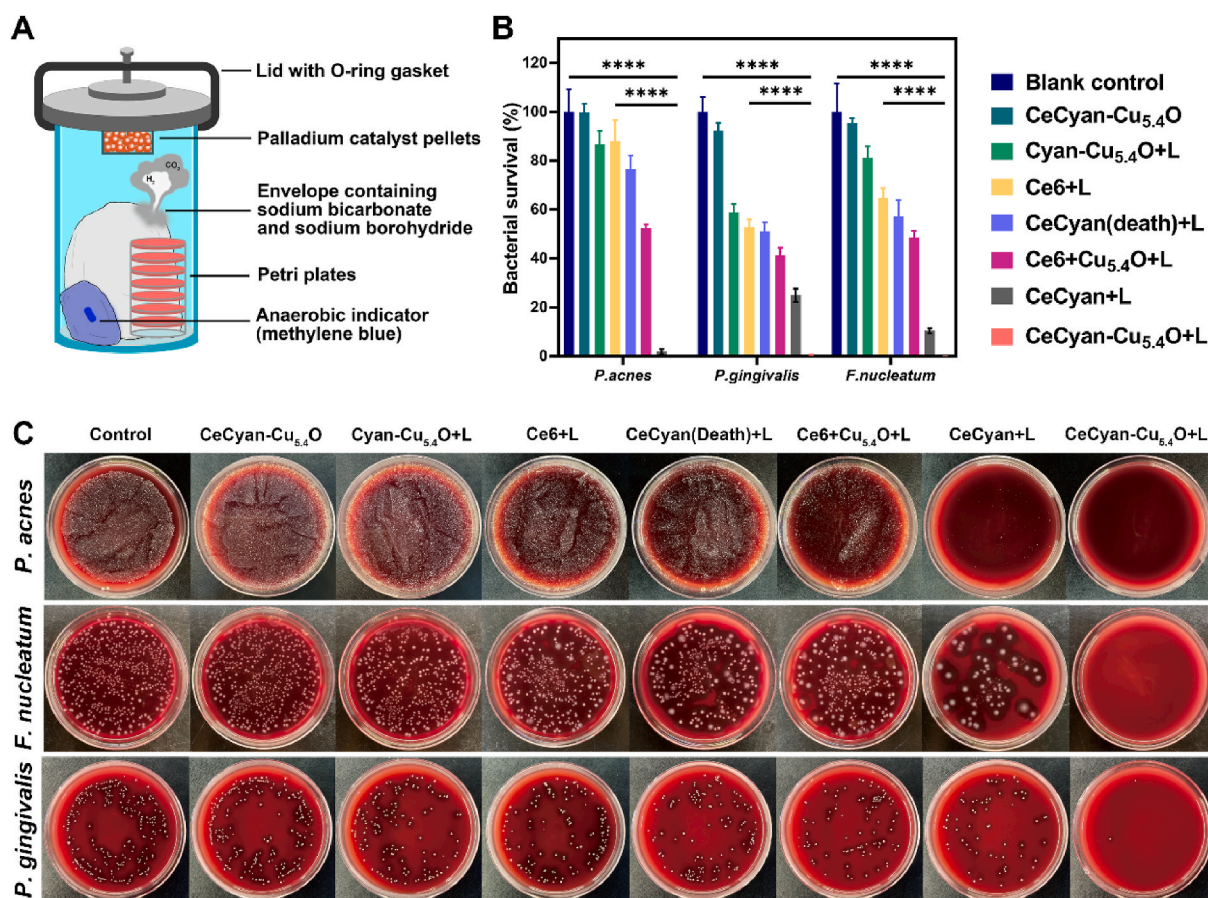 A
Lid with O-ring gasket
Palladium catalyst pellets
CO₂
H₂
Envelope containing
sodium bicarbonate
and sodium borohydride
Petri plates
Anaerobic indicator
(methylene blue)
B
Bacterial survival (%)
120
100
80
60
40
20
0
****
****
****
****
****
****
P.acnes
P.gingivalis
F.nucleatum
Blank control
CeCyan-Cu₅.₄O
Cyan-Cu₅.₄O+L
Ce6+L
CeCyan(death)+L
Ce6+Cu₅.₄O+L
CeCyan+L
CeCyan-Cu₅.₄O+L
C
Control
CeCyan-Cu₅.₄O
Cyan-Cu₅.₄O+L
Ce6+L
CeCyan(Death)+L
Ce6+Cu₅.₄O+L
CeCyan+L
CeCyan-Cu₅.₄O+L
P. acnes
F. nucleatum
P. gingivalis